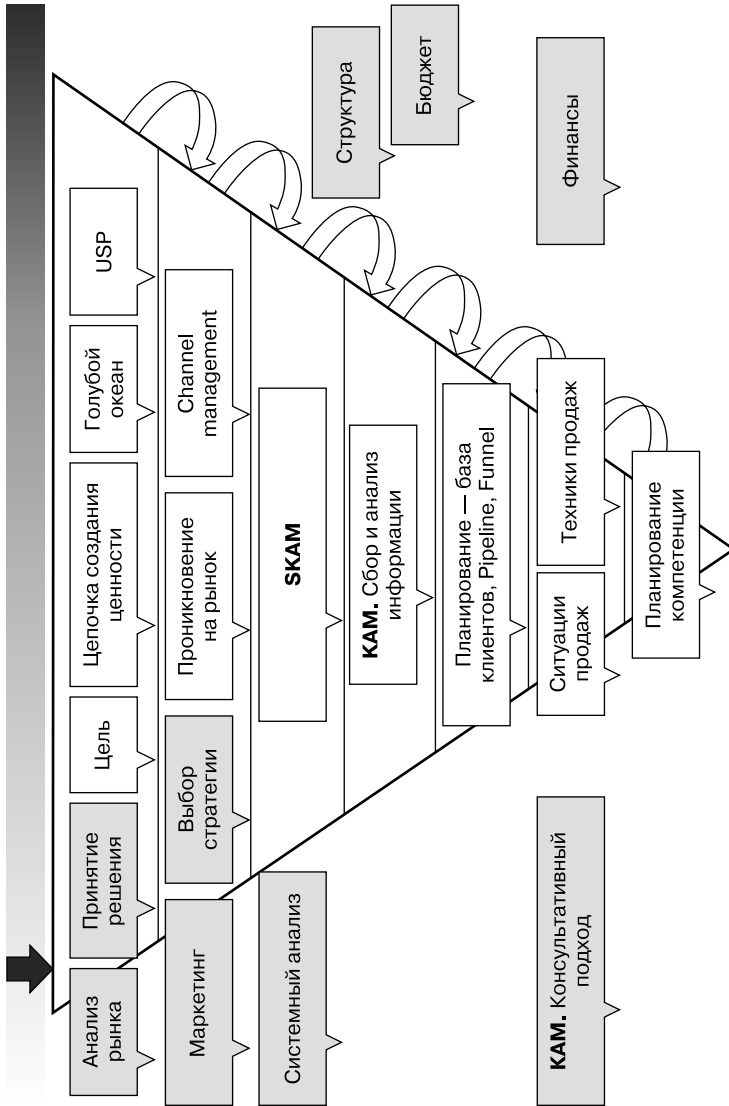 Анализ
рынка
Принятие
решения
Цель
Цепочка создания
ценности
Голубой
океан
USP
Маркетинг
Выбор
стратегии
Проникновение
на рынок
Channel
management
Системный анализ
SKAM
Структура
KAM. Сбор и анализ
информации
Бюджет
Планирование — база
клиентов, Pipeline, Funnel
KAM. Консультативный
подход
Ситуации
продаж
Техники продаж
Финансы
Планирование
компетенции